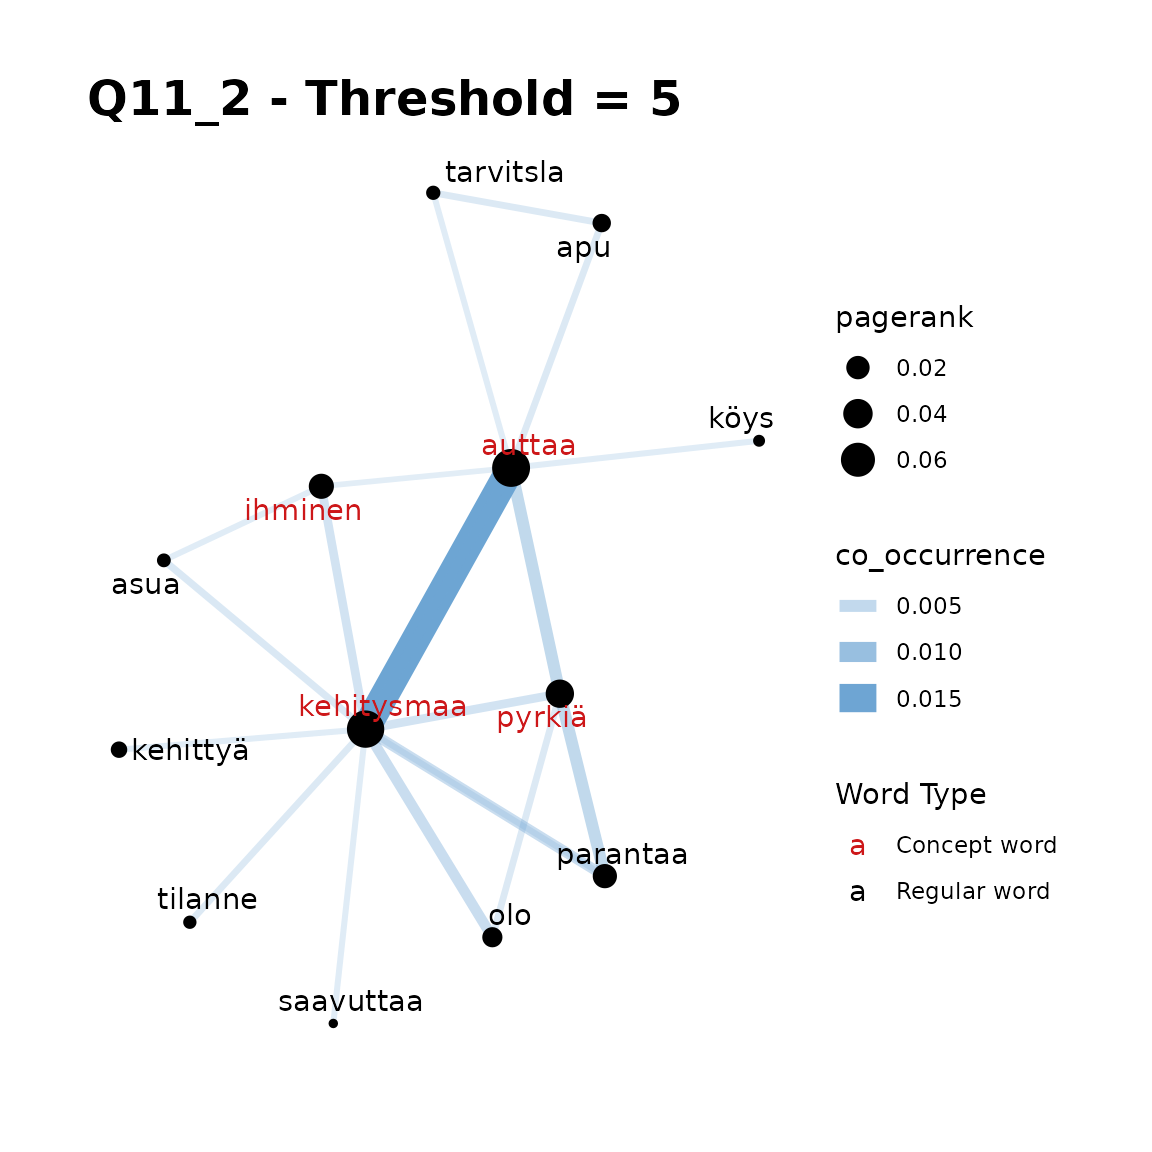 Q11_2 - Threshold = 5
tarvitsla
apu
köys
auttaa
ihminen
asua
kehitysmaa
pyrkiä
kehittyä
parantaa
tilanne
olo
saavuttaa
pagerank
0.02
0.04
0.06
co_occurrence
0.005
0.010
0.015
Word Type
a Concept word
a Regular word